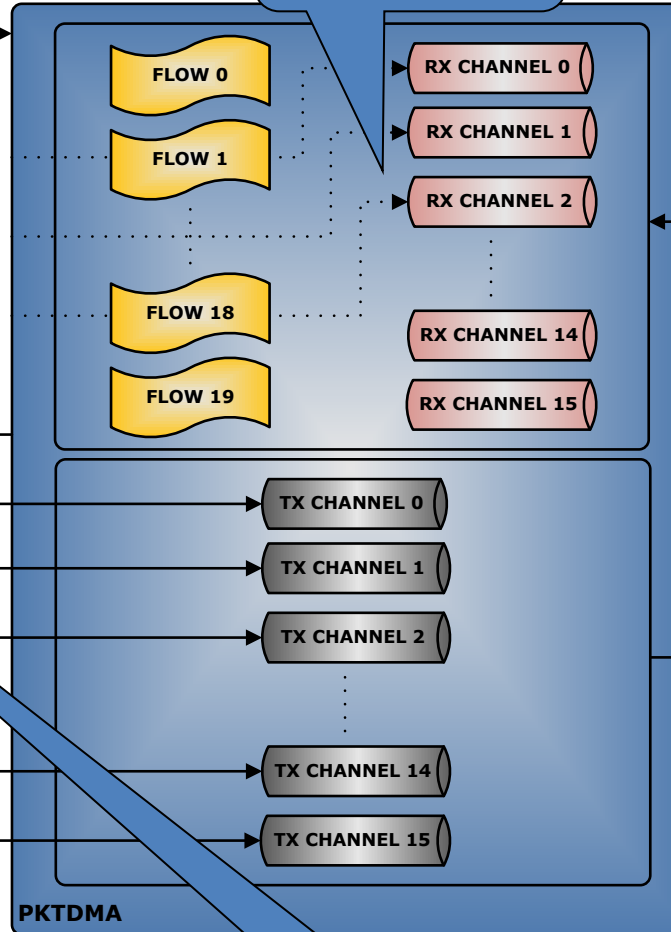 FLOW 0
FLOW 1
FLOW 18
FLOW 19
RX CHANNEL 0
RX CHANNEL 1
RX CHANNEL 2
RX CHANNEL 14
RX CHANNEL 15
TX CHANNEL 0
TX CHANNEL 1
TX CHANNEL 2
TX CHANNEL 14
TX CHANNEL 15
PKTDMA